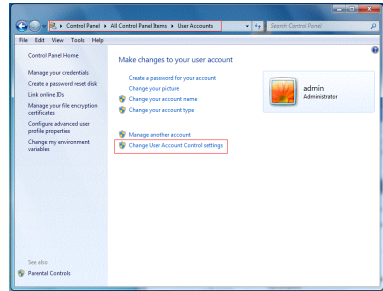 Control Panel ▸ All Control Panel Items ▸ User Accounts
Search Control Panel
File Edit View Tools Help
Control Panel Home
Manage your credentials
Create a password reset disk
Link online IDs
Manage your file encryption
certificates
Configure advanced user
profile properties
Change my environment
variables
See also
Parental Controls
Make changes to your user account
Create a password for your account
Change your picture
Change your account name
Change your account type
Manage another account
Change User Account Control settings
admin
Administrator